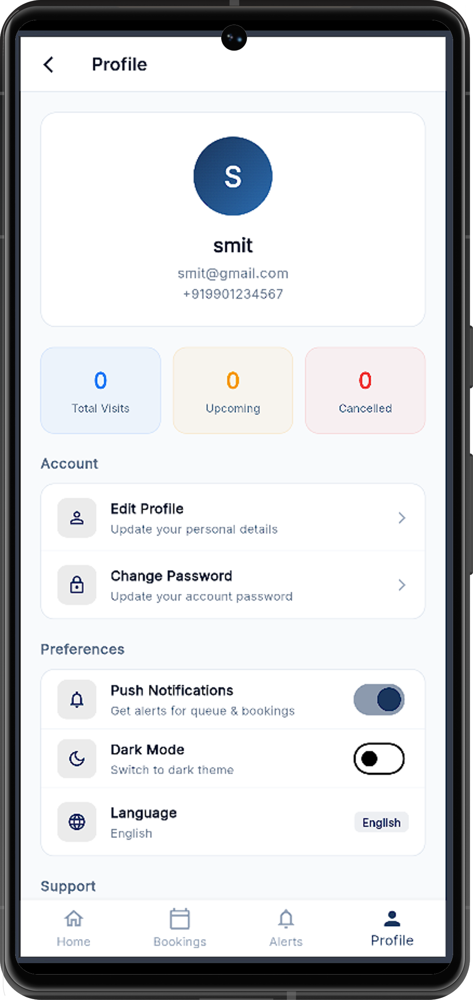 Profile
S
smit
smit@gmail.com
+919901234567
0
Total Visits
0
Upcoming
0
Cancelled
Account
Edit Profile
Update your personal details
Change Password
Update your account password
Preferences
Push Notifications
Get alerts for queue & bookings
Dark Mode
Switch to dark theme
Language
English
English
Support
Home
Bookings
Alerts
Profile